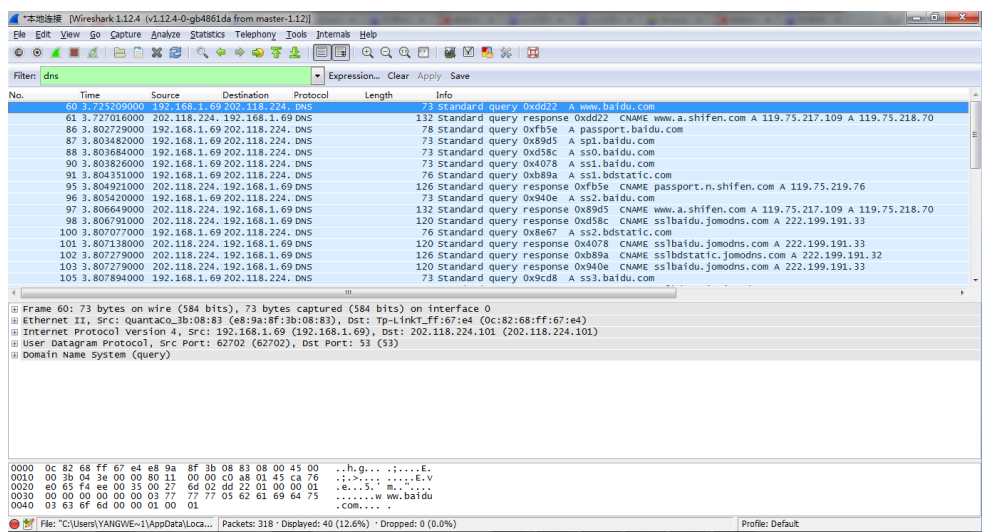 *本地连接 [Wireshark 1.12.4 (v1.12.4-0-gb4861da from master-1.12)]
File Edit View Go Capture Analyze Statistics Telephony Tools Internals Help
Filter: dns Expression... Clear Apply Save
No. Time Source Destination Protocol Length Info
60 3.725209000 192.168.1.69 202.118.224. DNS 73 Standard query 0xdd22 A www.baidu.com
61 3.727016000 202.118.224. 192.168.1.69 DNS 132 Standard query response 0xdd22 CNAME www.a.shifen.com A 119.75.217.109 A 119.75.218.70
86 3.802729000 192.168.1.69 202.118.224. DNS 78 Standard query 0xfb5e A passport.baidu.com
87 3.803482000 192.168.1.69 202.118.224. DNS 73 Standard query 0x89d5 A sp1.baidu.com
88 3.803684000 192.168.1.69 202.118.224. DNS 73 Standard query 0xd58c A ss0.baidu.com
90 3.803826000 192.168.1.69 202.118.224. DNS 73 Standard query 0x4078 A ss1.baidu.com
91 3.804351000 192.168.1.69 202.118.224. DNS 76 Standard query 0xb89a A ss1.bdstatic.com
95 3.804921000 202.118.224. 192.168.1.69 DNS 126 Standard query response 0xfb5e CNAME passport.n.shifen.com A 119.75.219.76
96 3.805420000 192.168.1.69 202.118.224. DNS 73 Standard query 0x940e A ss2.baidu.com
97 3.806649000 202.118.224. 192.168.1.69 DNS 132 Standard query response 0x89d5 CNAME www.a.shifen.com A 119.75.217.109 A 119.75.218.70
98 3.806791000 202.118.224. 192.168.1.69 DNS 120 Standard query response 0xd58c CNAME sslbaidu.jomodns.com A 222.199.191.33
100 3.807077000 192.168.1.69 202.118.224. DNS 76 Standard query 0x8e67 A ss2.bdstatic.com
101 3.807138000 202.118.224. 192.168.1.69 DNS 120 Standard query response 0x4078 CNAME sslbaidu.jomodns.com A 222.199.191.33
102 3.807279000 202.118.224. 192.168.1.69 DNS 126 Standard query response 0xb89a CNAME sslbdstatic.jomodns.com A 222.199.191.32
103 3.807279000 202.118.224. 192.168.1.69 DNS 120 Standard query response 0x940e CNAME sslbaidu.jomodns.com A 222.199.191.33
105 3.807894000 192.168.1.69 202.118.224. DNS 73 Standard query 0x9cd8 A ss3.baidu.com
Frame 60: 73 bytes on wire (584 bits), 73 bytes captured (584 bits) on interface 0
Ethernet II, Src: QuantaCo_3b:08:83 (e8:9a:8f:3b:08:83), Dst: Tp-LinkT_ff:67:e4 (0c:82:68:ff:67:e4)
Internet Protocol Version 4, Src: 192.168.1.69 (192.168.1.69), Dst: 202.118.224.101 (202.118.224.101)
User Datagram Protocol, Src Port: 62702 (62702), Dst Port: 53 (53)
Domain Name System (query)
0000 0c 82 68 ff 67 e4 e8 9a 8f 3b 08 83 08 00 45 00 ..h.g... .;....E.
0010 00 3b 04 3e 00 00 80 11 00 00 c0 a8 01 45 ca 76 .;.>.... .....E.v
0020 e0 65 f4 ee 00 35 00 27 6d 02 dd 22 01 00 00 01 .e...5.' m.."....
0030 00 00 00 00 00 00 03 77 77 77 05 62 61 69 64 75 .......w ww.baidu
0040 03 63 6f 6d 00 00 01 00 01 .com.... .
File: "C:\Users\YANGWE~1\AppData\Loca... Packets: 318 · Displayed: 40 (12.6%) · Dropped: 0 (0.0%) Profile: Default